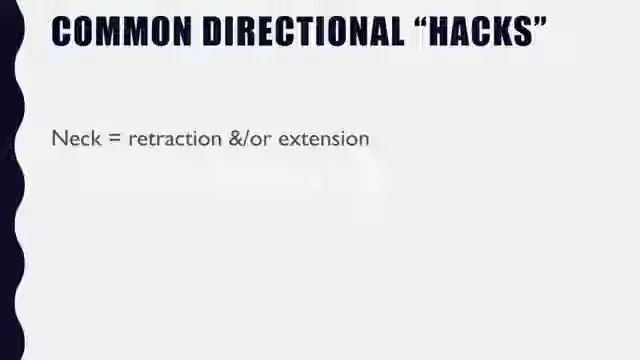 COMMON DIRECTIONAL “HACKS”
Neck = retraction &/or extension